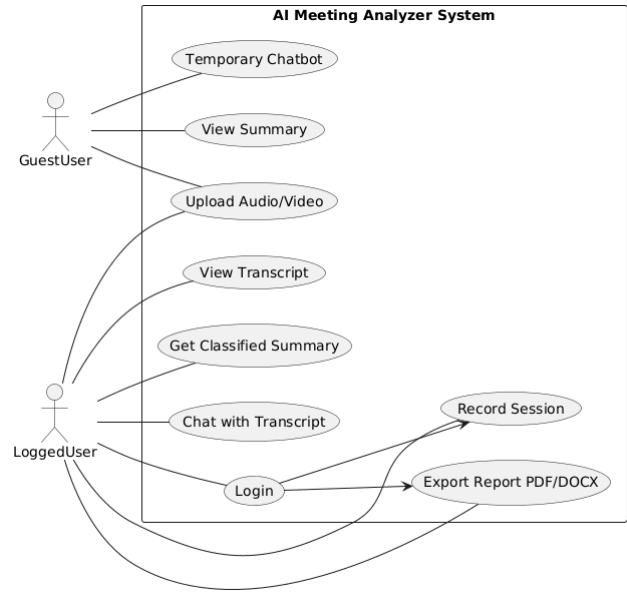 AI Meeting Analyzer System
Temporary Chatbot
View Summary
GuestUser
Upload Audio/Video
View Transcript
Get Classified Summary
Record Session
Chat with Transcript
LoggedUser
Export Report PDF/DOCX
Login